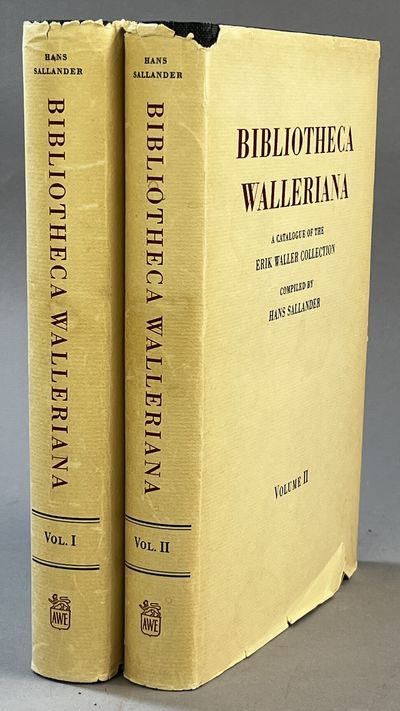 HANS
SALLANDER
BIBLIOTHECA WALLERIANA
VOL. I
AWE
HANS
SALLANDER
BIBLIOTHECA WALLERIANA
VOL. II
AWE
BIBLIOTHECA
WALLERIANA
A CATALOGUE OF THE
ERIK WALLER COLLECTION
COMPILED BY
HANS SALLANDER
VOLUME II